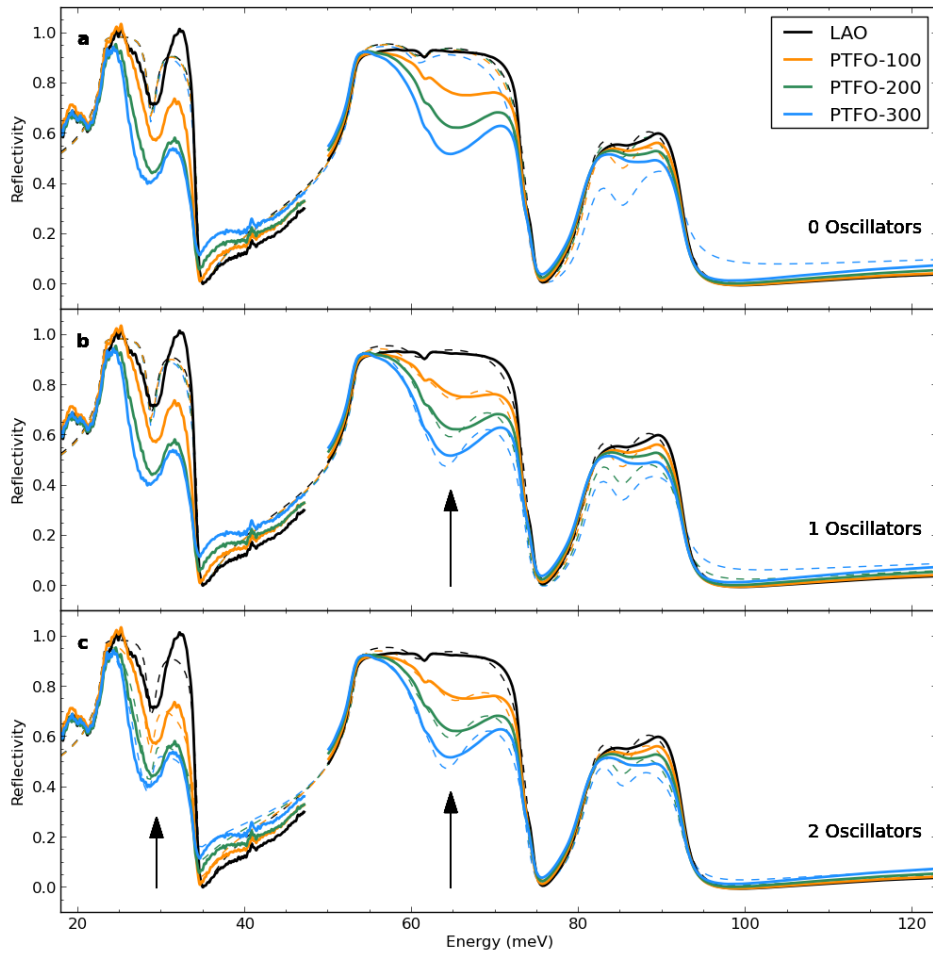 a
1.0
0.8
0.6
0.4
0.2
0.0
Reflectivity
LAO
PTFO-100
PTFO-200
PTFO-300
0 Oscillators
b
1.0
0.8
0.6
0.4
0.2
0.0
Reflectivity
1 Oscillators
c
1.0
0.8
0.6
0.4
0.2
0.0
Reflectivity
2 Oscillators
20 40 60 80 100 120
Energy (meV)